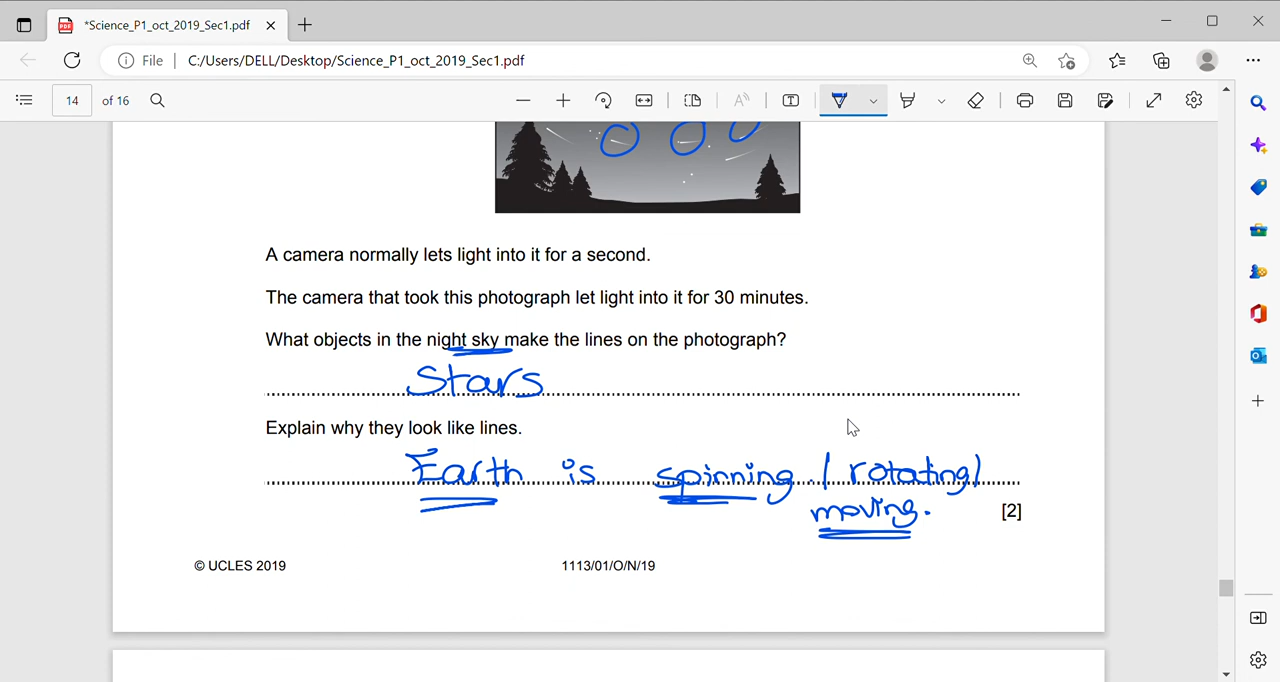 *Science_P1_oct_2019_Sec1.pdf
File | C:/Users/DELL/Desktop/Science_P1_oct_2019_Sec1.pdf
14 of 16
A camera normally lets light into it for a second.
The camera that took this photograph let light into it for 30 minutes.
What objects in the night sky make the lines on the photograph?
Stars
Explain why they look like lines.
Earth is spinning. / rotating /
moving.
[2]
© UCLES 2019 1113/01/O/N/19